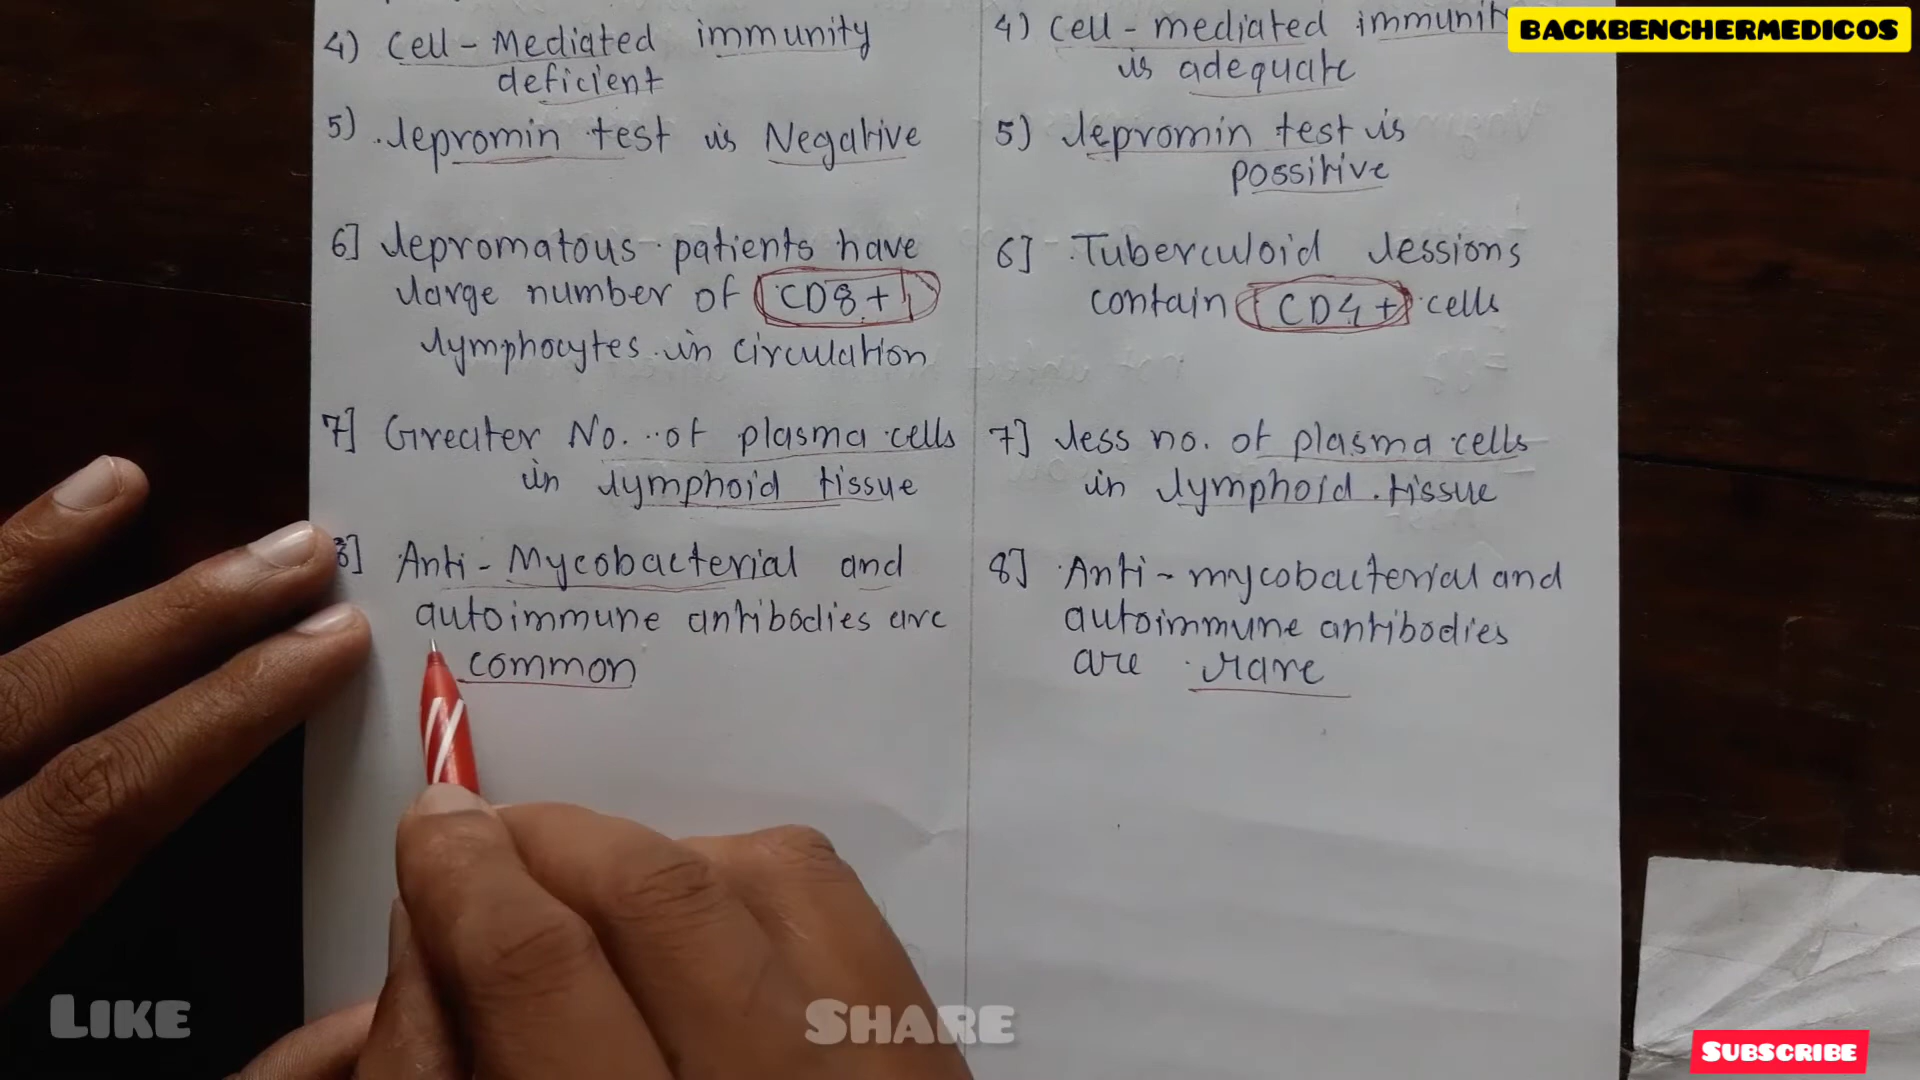 BACKBENCHERMEDICOS
4) Cell-Mediated immunity
deficient
5) lepromin test is Negative
6] lepromatous patients have
large number of CD8+
lymphocytes in circulation
7] Greater No. of plasma cells
in lymphoid tissue
8] Anti-Mycobacterial and
autoimmune antibodies are
common
4) Cell-mediated immunit
is adequate
5) lepromin test is
possitive
6] Tuberculoid lessions
contain CD4+ cells
7] less no. of plasma cells
in lymphoid tissue
8] Anti-mycobacterial and
autoimmune antibodies
are rare
LIKE
SHARE
SUBSCRIBE